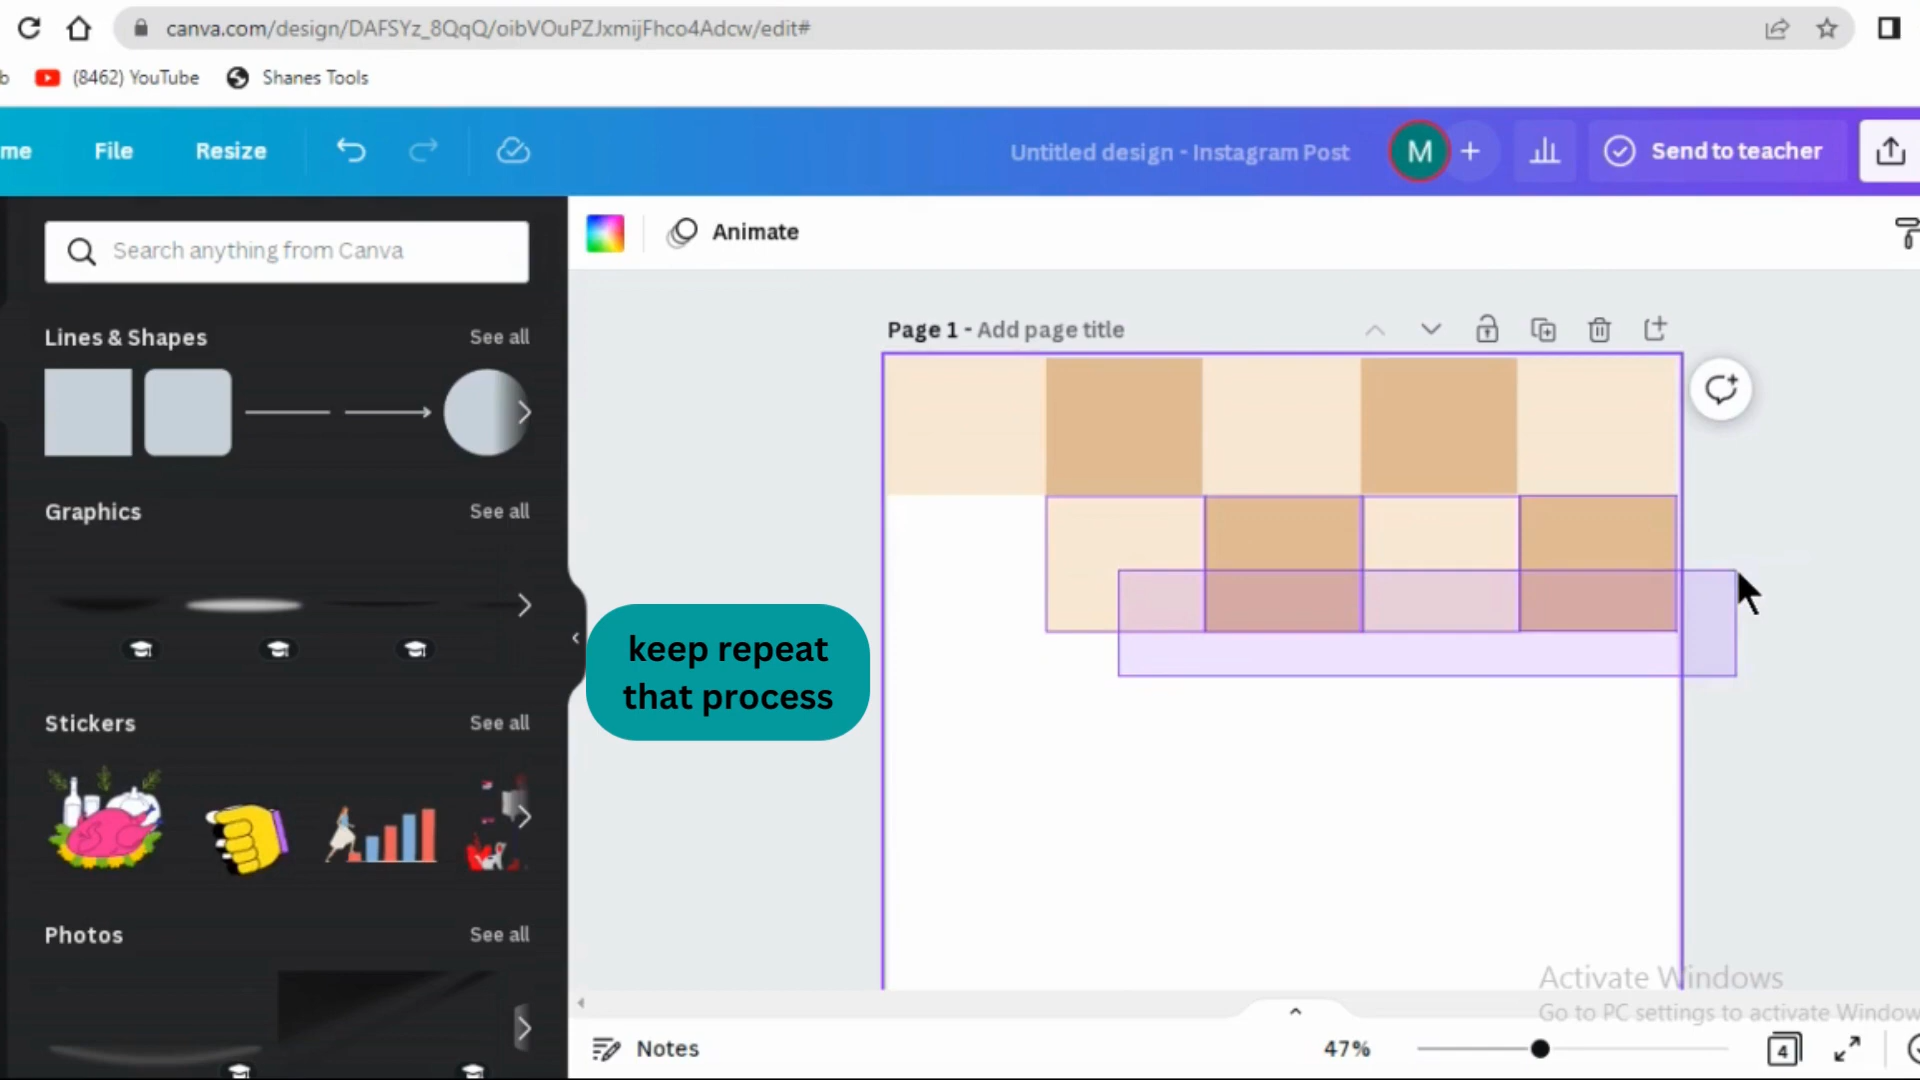 canva.com/design/DAFSYz_8QqQ/oibVOuPZJxmijFhco4Adcw/edit#
b (8462) YouTube Shanes Tools
me File Resize Untitled design - Instagram Post M + Send to teacher
Search anything from Canva
Animate
Lines & Shapes See all
Page 1 - Add page title
Graphics See all
keep repeat
that process
Stickers See all
Photos See all
Activate Windows
Go to PC settings to activate Window
Notes 47% 4